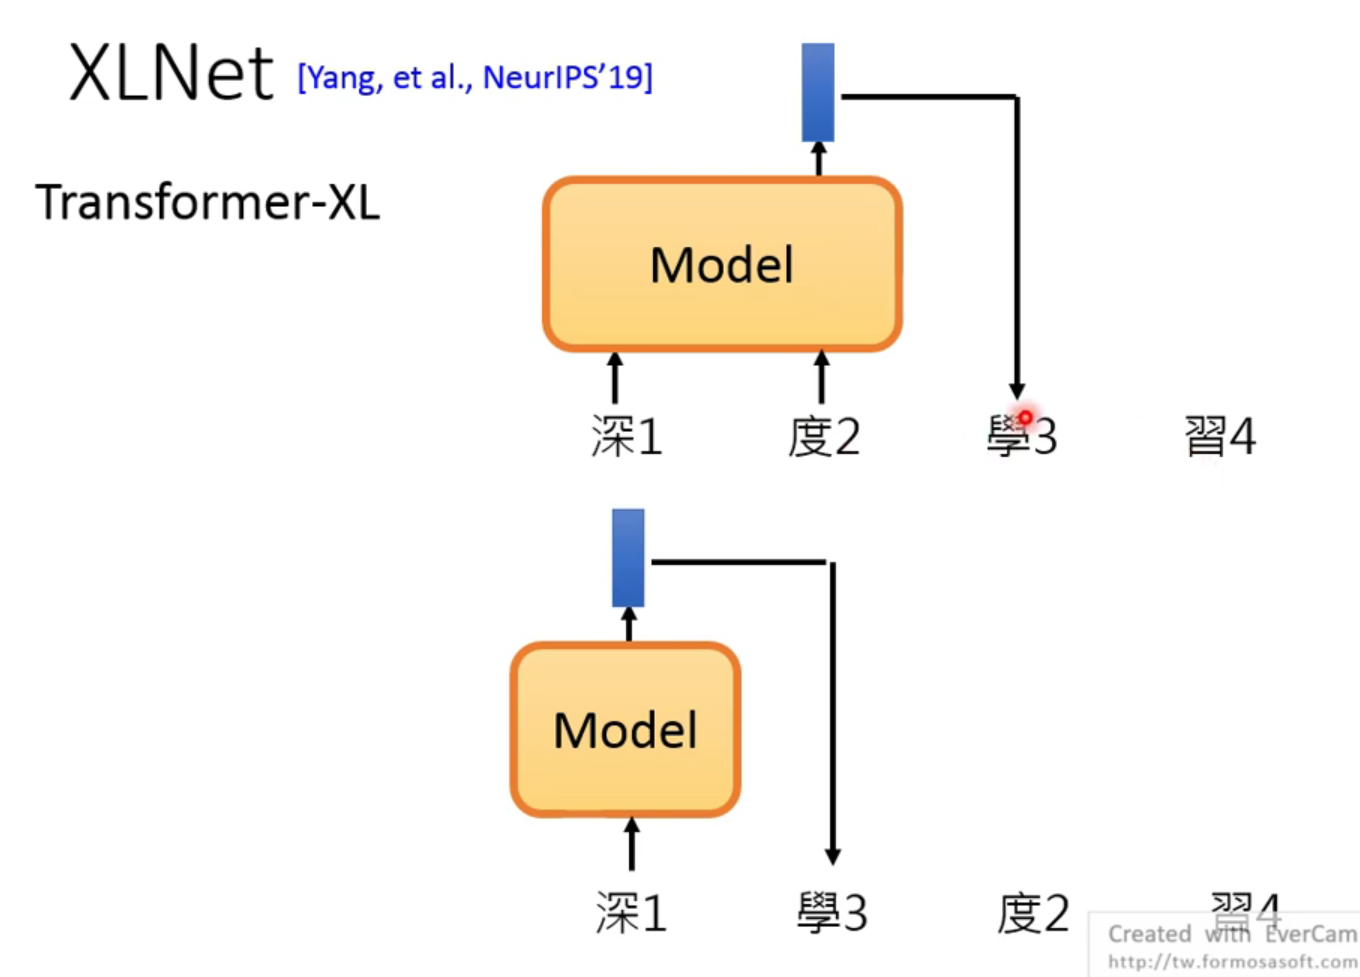 XLNet [Yang, et al., NeurIPS'19]
Transformer-XL
Model
深1 度2 學3 習4
Model
深1 學3 度2 習4
Created with EverCam
http://tw.formosasoft.com